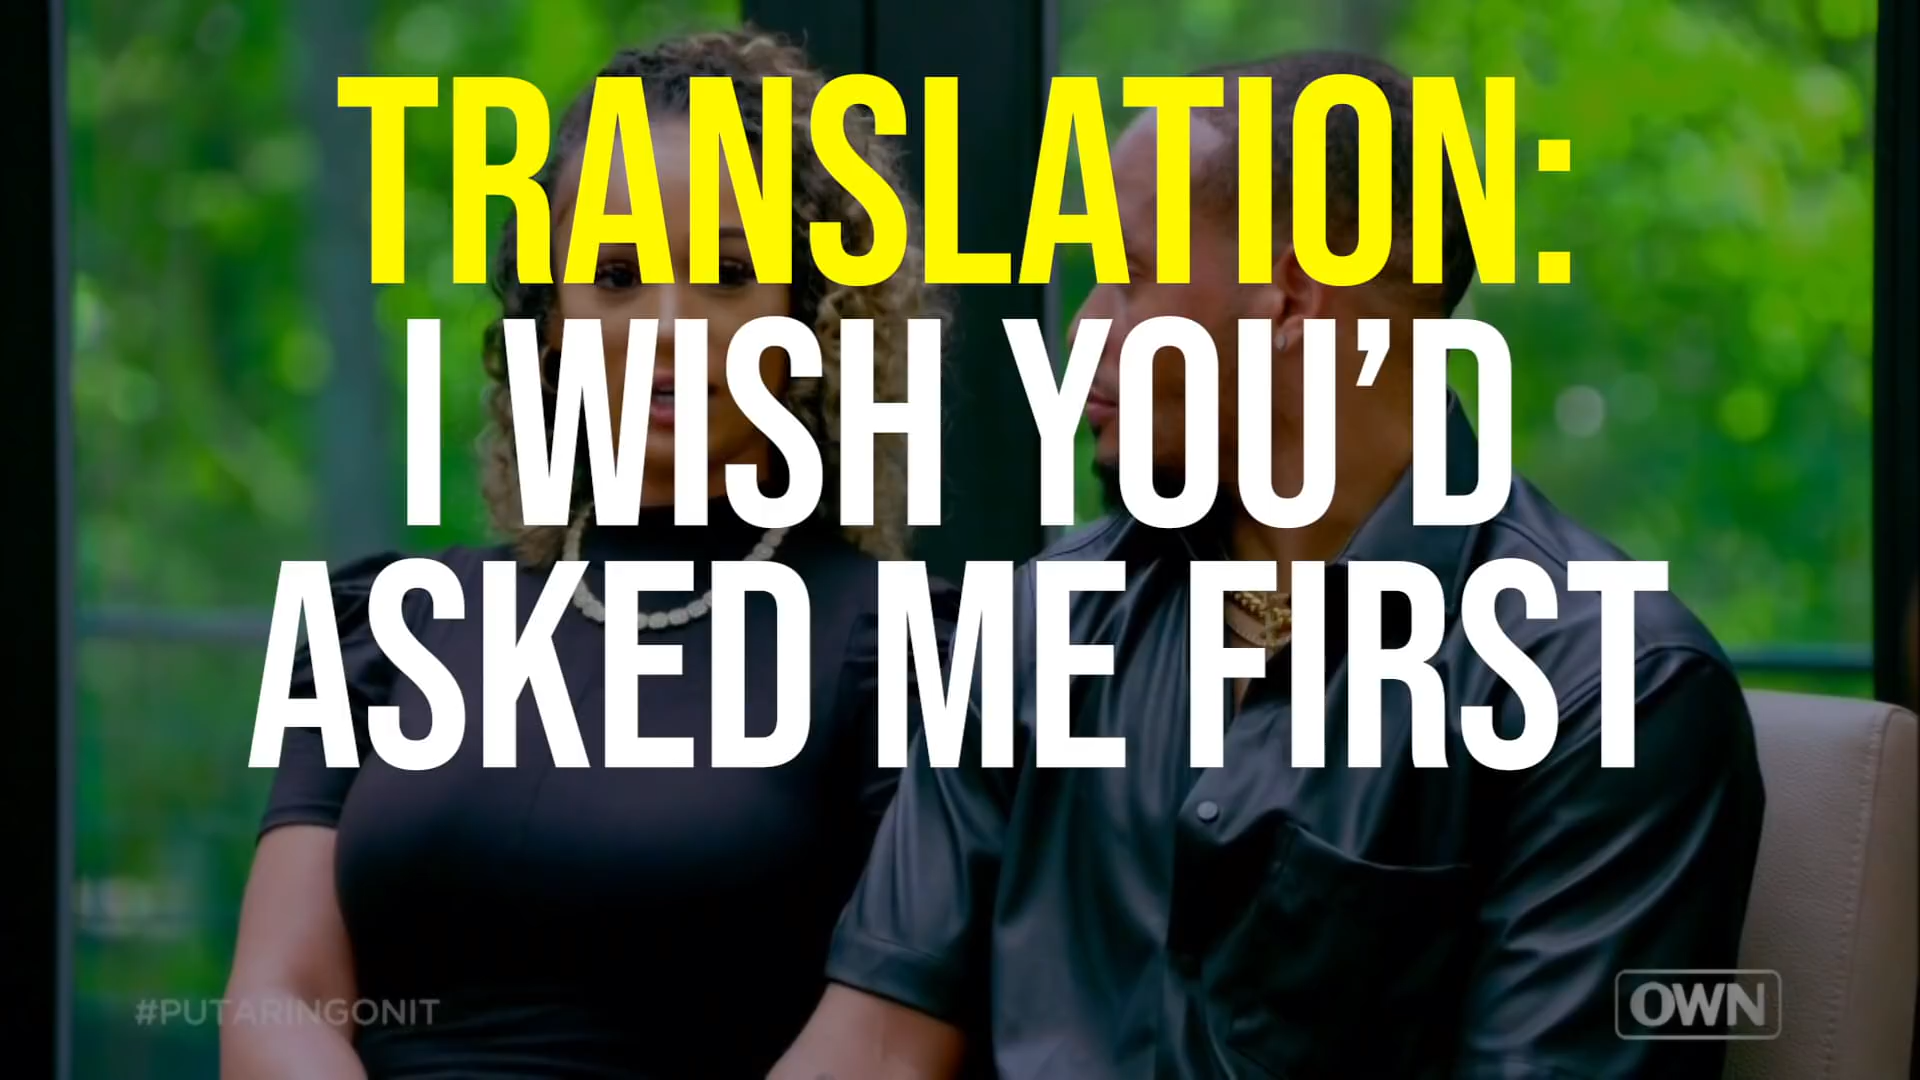 TRANSLATION:
I WISH YOU’D
ASKED ME FIRST
#PUTARINGONIT
OWN